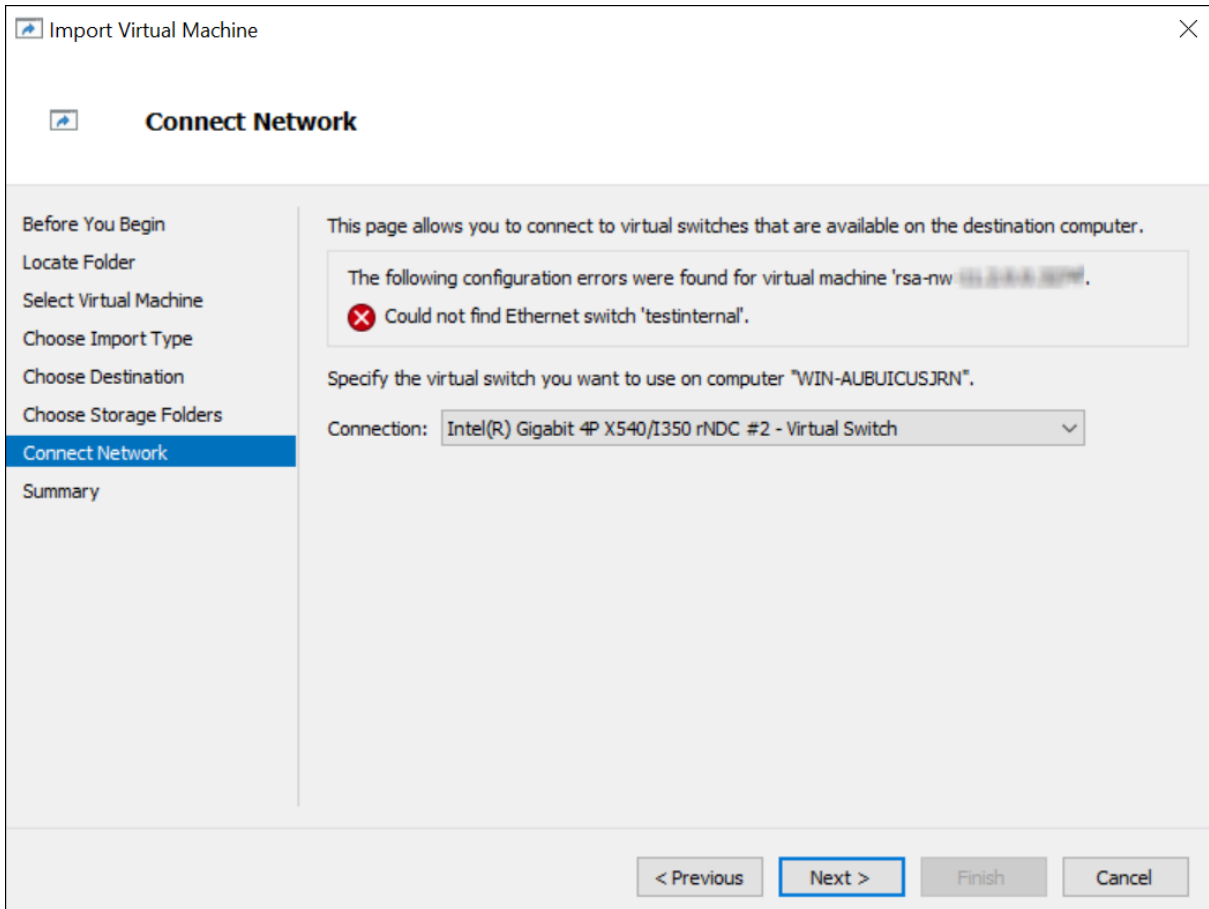 Import Virtual Machine
Connect Network
Before You Begin
Locate Folder
Select Virtual Machine
Choose Import Type
Choose Destination
Choose Storage Folders
Connect Network
Summary
This page allows you to connect to virtual switches that are available on the destination computer.
The following configuration errors were found for virtual machine 'rsa-nw                 '.
Could not find Ethernet switch 'testinternal'.
Specify the virtual switch you want to use on computer "WIN-AUBUICUSJRN".
Connection: Intel(R) Gigabit 4P X540/I350 rNDC #2 - Virtual Switch
< Previous Next > Finish Cancel